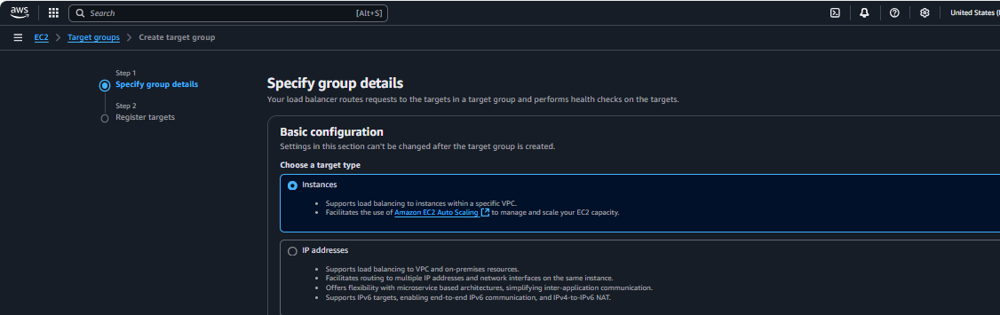 aws
Search [Alt+S]
United States (
EC2 > Target groups > Create target group
Step 1
Specify group details
Step 2
Register targets
Specify group details
Your load balancer routes requests to the targets in a target group and performs health checks on the targets.
Basic configuration
Settings in this section can't be changed after the target group is created.
Choose a target type
Instances
• Supports load balancing to instances within a specific VPC.
• Facilitates the use of Amazon EC2 Auto Scaling to manage and scale your EC2 capacity.
IP addresses
• Supports load balancing to VPC and on-premises resources.
• Facilitates routing to multiple IP addresses and network interfaces on the same instance.
• Offers flexibility with microservice based architectures, simplifying inter-application communication.
• Supports IPv6 targets, enabling end-to-end IPv6 communication, and IPv4-to-IPv6 NAT.